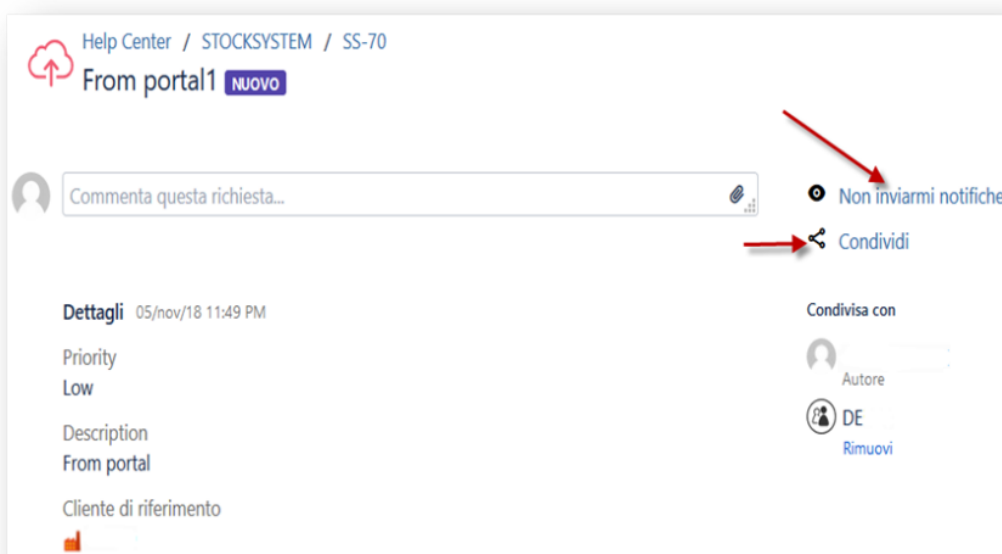 Help Center / STOCKSYSTEM / SS-70
From portal1 NUOVO
Commenta questa richiesta...
Non inviarmi notifiche
Condividi
Dettagli 05/nov/18 11:49 PM
Priority
Low
Description
From portal
Cliente di riferimento
Condivisa con
Autore
DE
Rimuovi